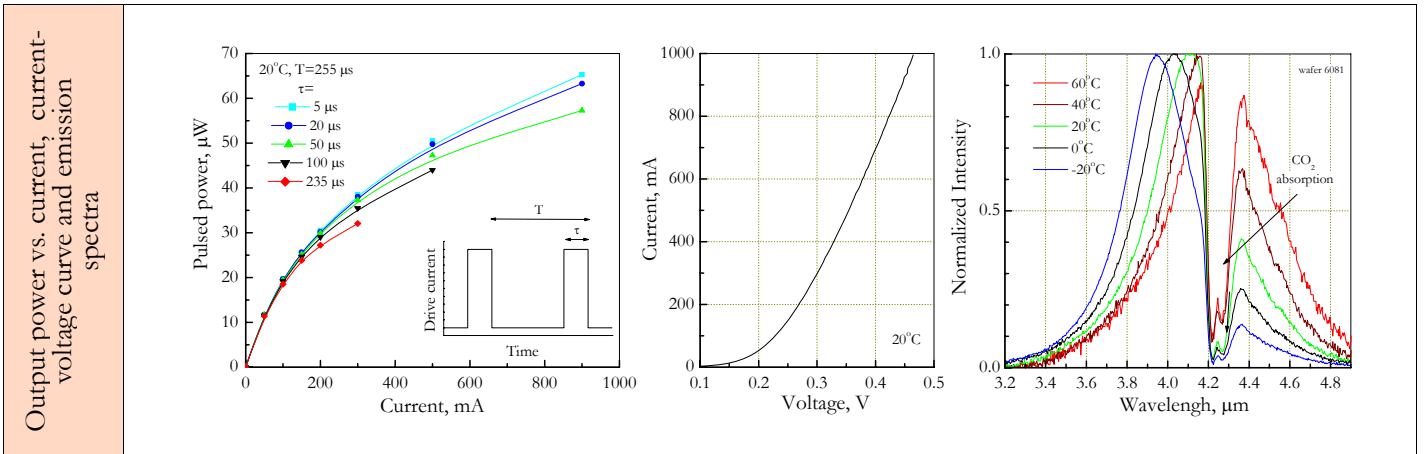 Output power vs. current, current-
voltage curve and emission
spectra
70
60
50
40
30
20
10
0
Pulsed power, µW
20°C, T=255 µs
τ=
5 µs
20 µs
50 µs
100 µs
235 µs
T
τ
Drive current
Time
0
200
400
600
800
1000
Current, mA
1000
800
600
400
200
0
Current, mA
20°C
0.1
0.2
0.3
0.4
0.5
Voltage, V
1.0
0.5
0.0
Normalized Intensity
wafer 6081
60°C
40°C
20°C
0°C
-20°C
CO2
absorption
3.2
3.4
3.6
3.8
4.0
4.2
4.4
4.6
4.8
Wavelengh, µm